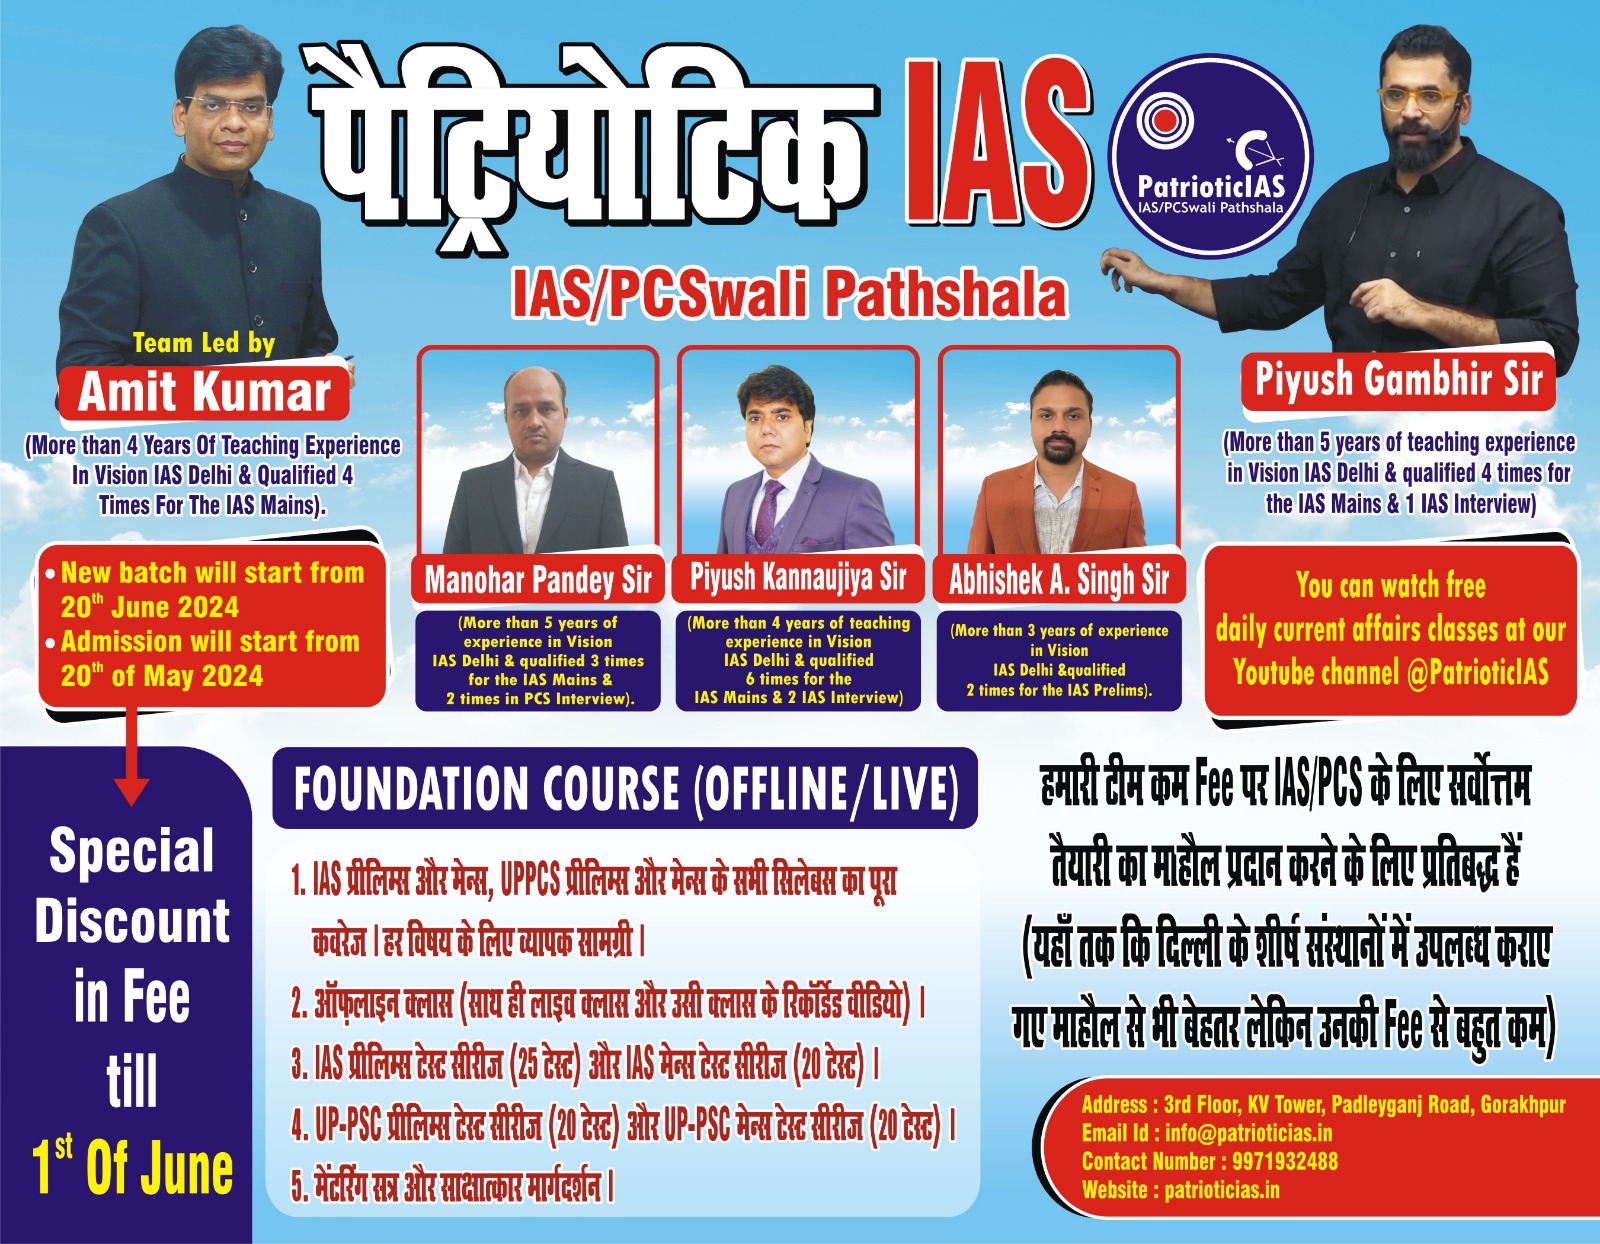 पैट्रियोटिक IAS
PatrioticIAS
IAS/PCSwali Pathshala
IAS/PCSwali Pathshala
Team Led by
Amit Kumar
(More than 4 Years Of Teaching Experience
In Vision IAS Delhi & Qualified 4
Times For The IAS Mains).
Piyush Gambhir Sir
(More than 5 years of teaching experience
in Vision IAS Delhi & qualified 4 times for
the IAS Mains & 1 IAS Interview)
Manohar Pandey Sir
(More than 5 years of
experience in Vision
IAS Delhi & qualified 3 times
for the IAS Mains &
2 times in PCS Interview).
Piyush Kannaujiya Sir
(More than 4 years of teaching
experience in Vision
IAS Delhi & qualified
6 times for the
IAS Mains & 2 IAS Interview)
Abhishek A. Singh Sir
(More than 3 years of experience
in Vision
IAS Delhi &qualified
2 times for the IAS Prelims).
• New batch will start from
20th June 2024
• Admission will start from
20th of May 2024
You can watch free
daily current affairs classes at our
Youtube channel @PatrioticIAS
Special
Discount
in Fee
till
1st Of June
FOUNDATION COURSE (OFFLINE/LIVE)
1. IAS प्रीलिम्स और मेन्स, UPPCS प्रीलिम्स और मेन्स के सभी सिलेबस का पूरा
कवरेज । हर विषय के लिए व्यापक सामग्री ।
2. ऑफ़लाइन क्लास (साथ ही लाइव क्लास और उसी क्लास के रिकॉर्डेड वीडियो) ।
3. IAS प्रीलिम्स टेस्ट सीरीज (25 टेस्ट) और IAS मेन्स टेस्ट सीरीज (20 टेस्ट) ।
4. UP-PSC प्रीलिम्स टेस्ट सीरीज (20 टेस्ट) और UP-PSC मेन्स टेस्ट सीरीज (20 टेस्ट) ।
5. मेंटरिंग सत्र और साक्षात्कार मार्गदर्शन ।
हमारी टीम कम Fee पर IAS/PCS के लिए सर्वोत्तम
तैयारी का माहौल प्रदान करने के लिए प्रतिबद्ध हैं
(यहाँ तक कि दिल्ली के शीर्ष संस्थानों में उपलब्ध कराए
गए माहौल से भी बेहतर लेकिन उनकी Fee से बहुत कम)
Address : 3rd Floor, KV Tower, Padleyganj Road, Gorakhpur
Email Id : info@patrioticias.in
Contact Number : 9971932488
Website : patrioticias.in